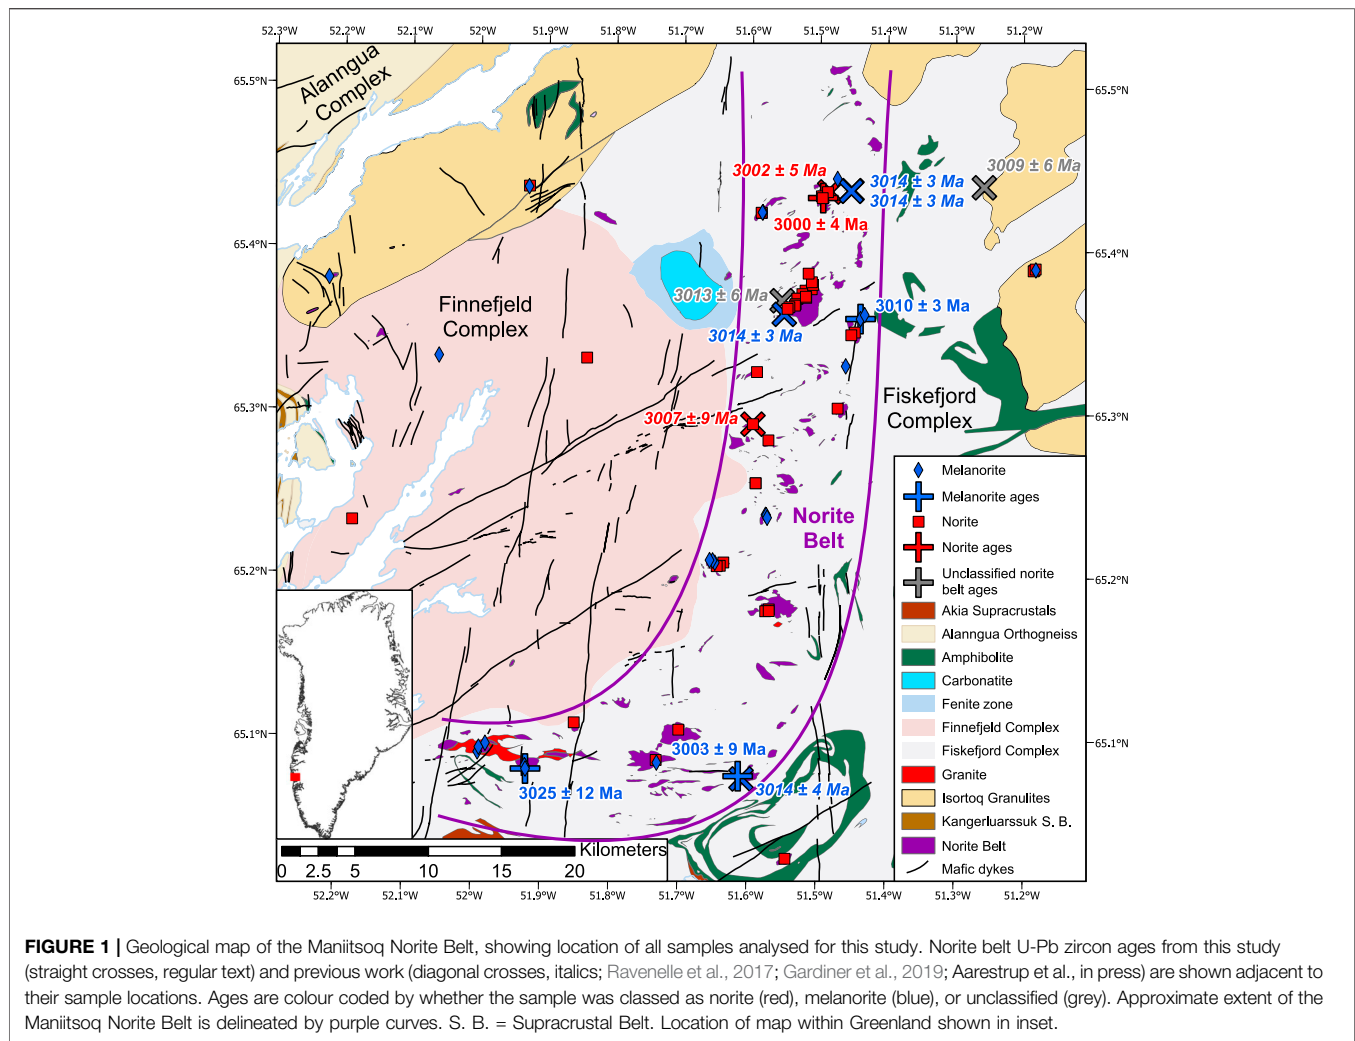 52.3°W 52.2°W 52.1°W 52°W 51.9°W 51.8°W 51.7°W 51.6°W 51.5°W 51.4°W 51.3°W 51.2°W
65.5°N
65.5°N
Alanngua
Complex
3002 ± 5 Ma
3009 ± 6 Ma
3014 ± 3 Ma
3014 ± 3 Ma
3000 ± 4 Ma
65.4°N
65.4°N
3013 ± 6 Ma
Finnefjeld
Complex
3010 ± 3 Ma
3014 ± 3 Ma
65.3°N
65.3°N
Fiskefjord
Complex
3007 ± 9 Ma
Norite
Belt
65.2°N
65.2°N
65.1°N
65.1°N
3003 ± 9 Ma
3025 ± 12 Ma
3014 ± 4 Ma
Melanorite
Melanorite ages
Norite
Norite ages
Unclassified norite
belt ages
Akia Supracrustals
Alanngua Orthogneiss
Amphibolite
Carbonatite
Fenite zone
Finnefjeld Complex
Fiskefjord Complex
Granite
Isortoq Granulites
Kangerluarssuk S. B.
Norite Belt
Mafic dykes
Kilometers
0 2.5 5 10 15 20
52.2°W 52.1°W 52°W 51.9°W 51.8°W 51.7°W 51.6°W 51.5°W 51.4°W 51.3°W 51.2°W
FIGURE 1 | Geological map of the Maniitsoq Norite Belt, showing location of all samples analysed for this study. Norite belt U-Pb zircon ages from this study
(straight crosses, regular text) and previous work (diagonal crosses, italics; Ravenelle et al., 2017; Gardiner et al., 2019; Aarestrup et al., in press) are shown adjacent to
their sample locations. Ages are colour coded by whether the sample was classed as norite (red), melanorite (blue), or unclassified (grey). Approximate extent of the
Maniitsoq Norite Belt is delineated by purple curves. S. B. = Supracrustal Belt. Location of map within Greenland shown in inset.